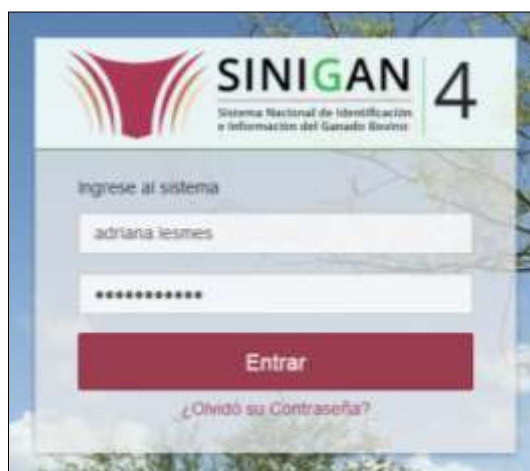 SINIGAN 4
Sistema Nacional de Identificación
e Información del Ganado Bovino
Ingrese al sistema
adriana lesmes
•••••••••••
Entrar
¿Olvidó su Contraseña?